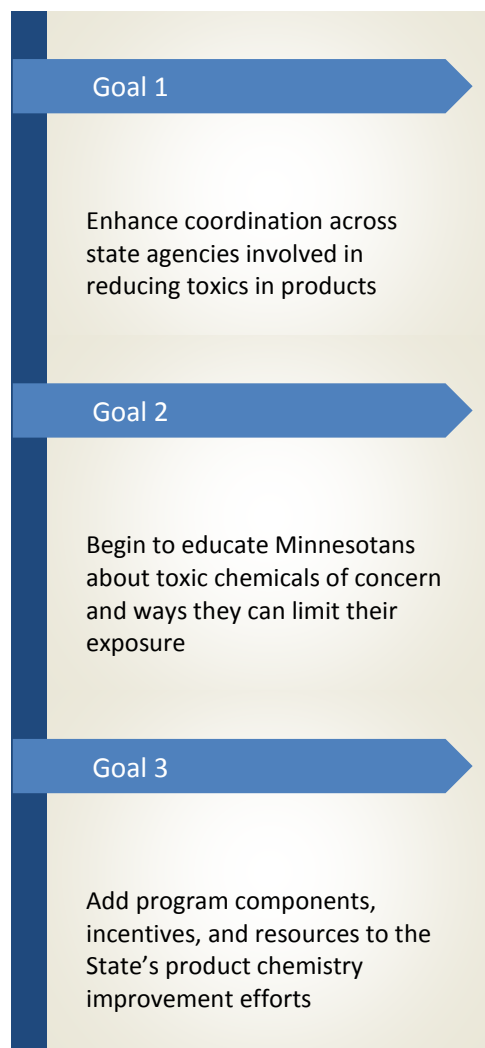 Goal 1
Enhance coordination across
state agencies involved in
reducing toxics in products
Goal 2
Begin to educate Minnesotans
about toxic chemicals of concern
and ways they can limit their
exposure
Goal 3
Add program components,
incentives, and resources to the
State’s product chemistry
improvement efforts